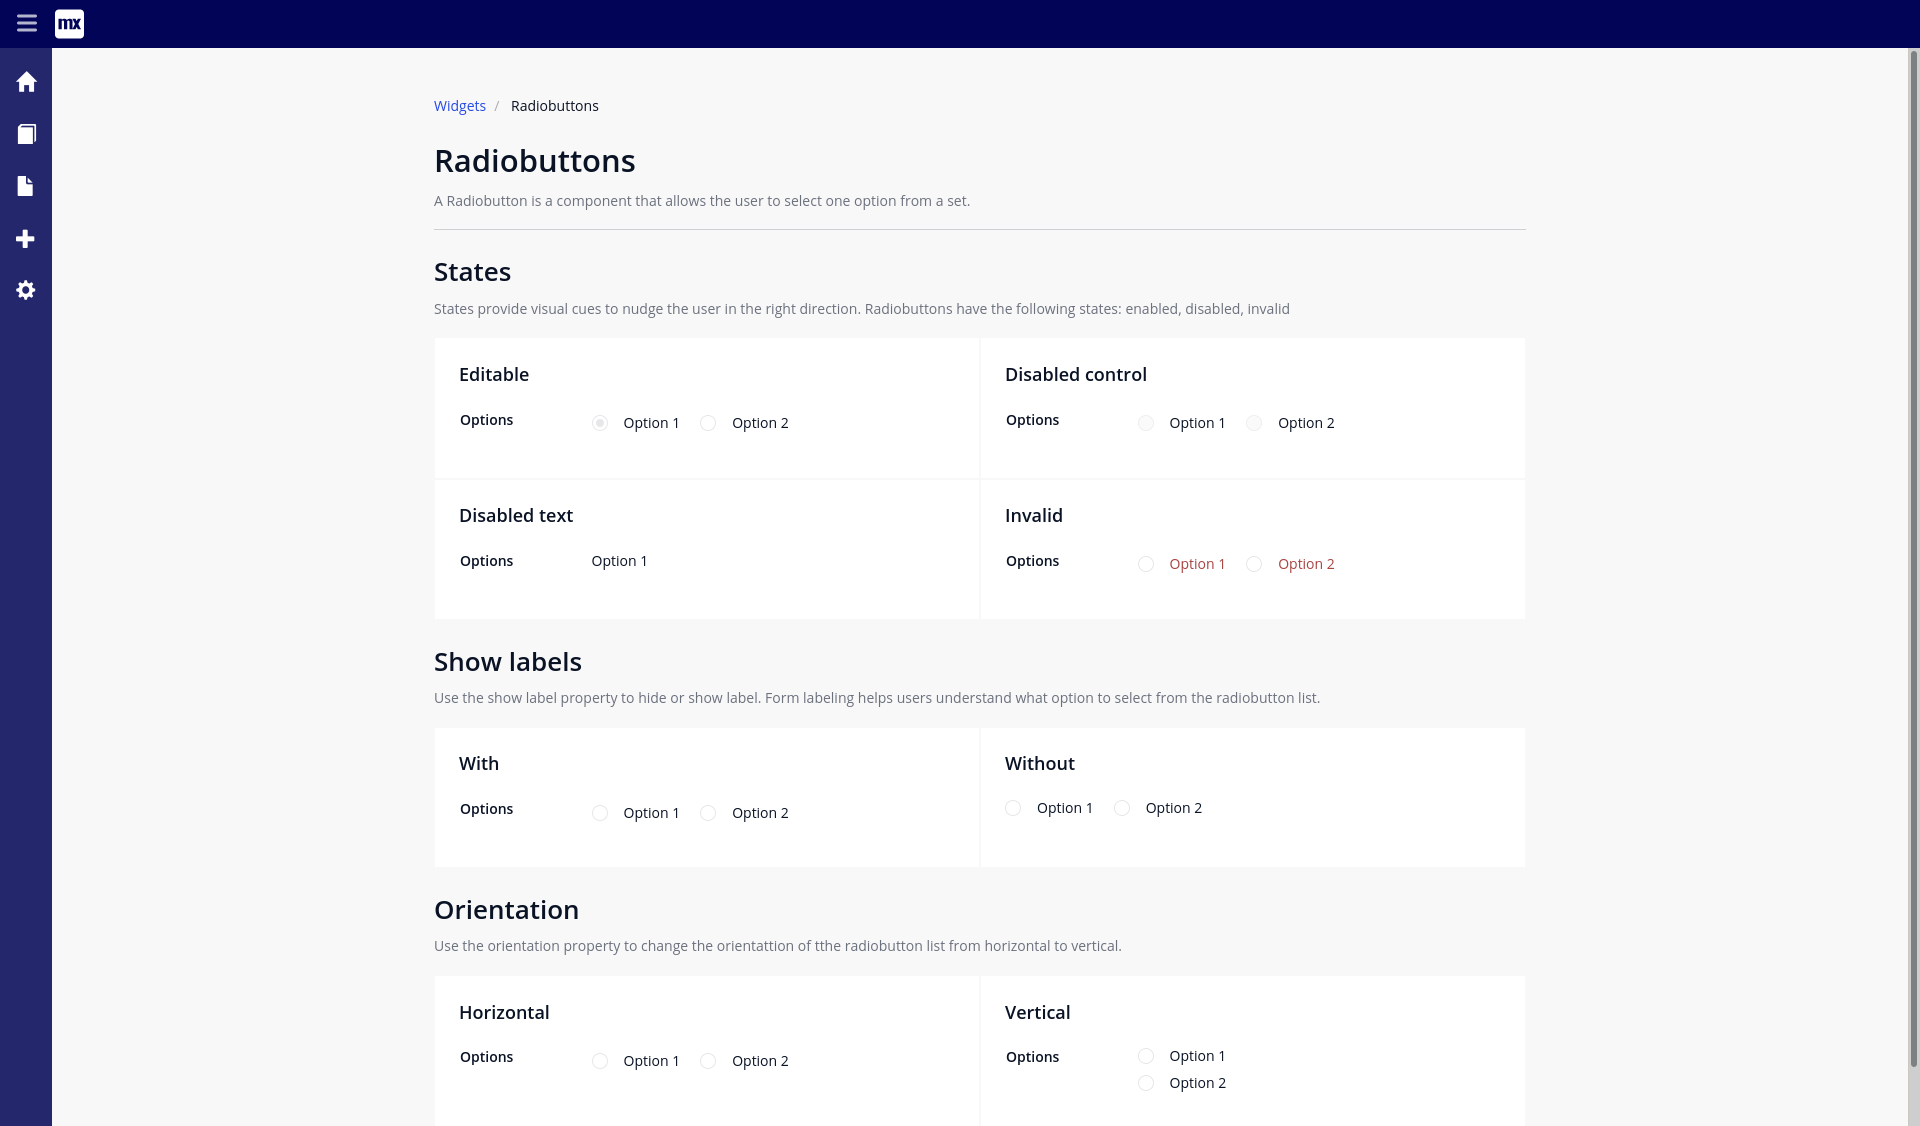 mx
Widgets / Radiobuttons
Radiobuttons
A Radiobutton is a component that allows the user to select one option from a set.
States
States provide visual cues to nudge the user in the right direction. Radiobuttons have the following states: enabled, disabled, invalid
Editable
Options Option 1 Option 2
Disabled control
Options Option 1 Option 2
Disabled text
Options Option 1
Invalid
Options Option 1 Option 2
Show labels
Use the show label property to hide or show label. Form labeling helps users understand what option to select from the radiobutton list.
With
Options Option 1 Option 2
Without
Option 1 Option 2
Orientation
Use the orientation property to change the orientattion of tthe radiobutton list from horizontal to vertical.
Horizontal
Options Option 1 Option 2
Vertical
Options Option 1
Option 2